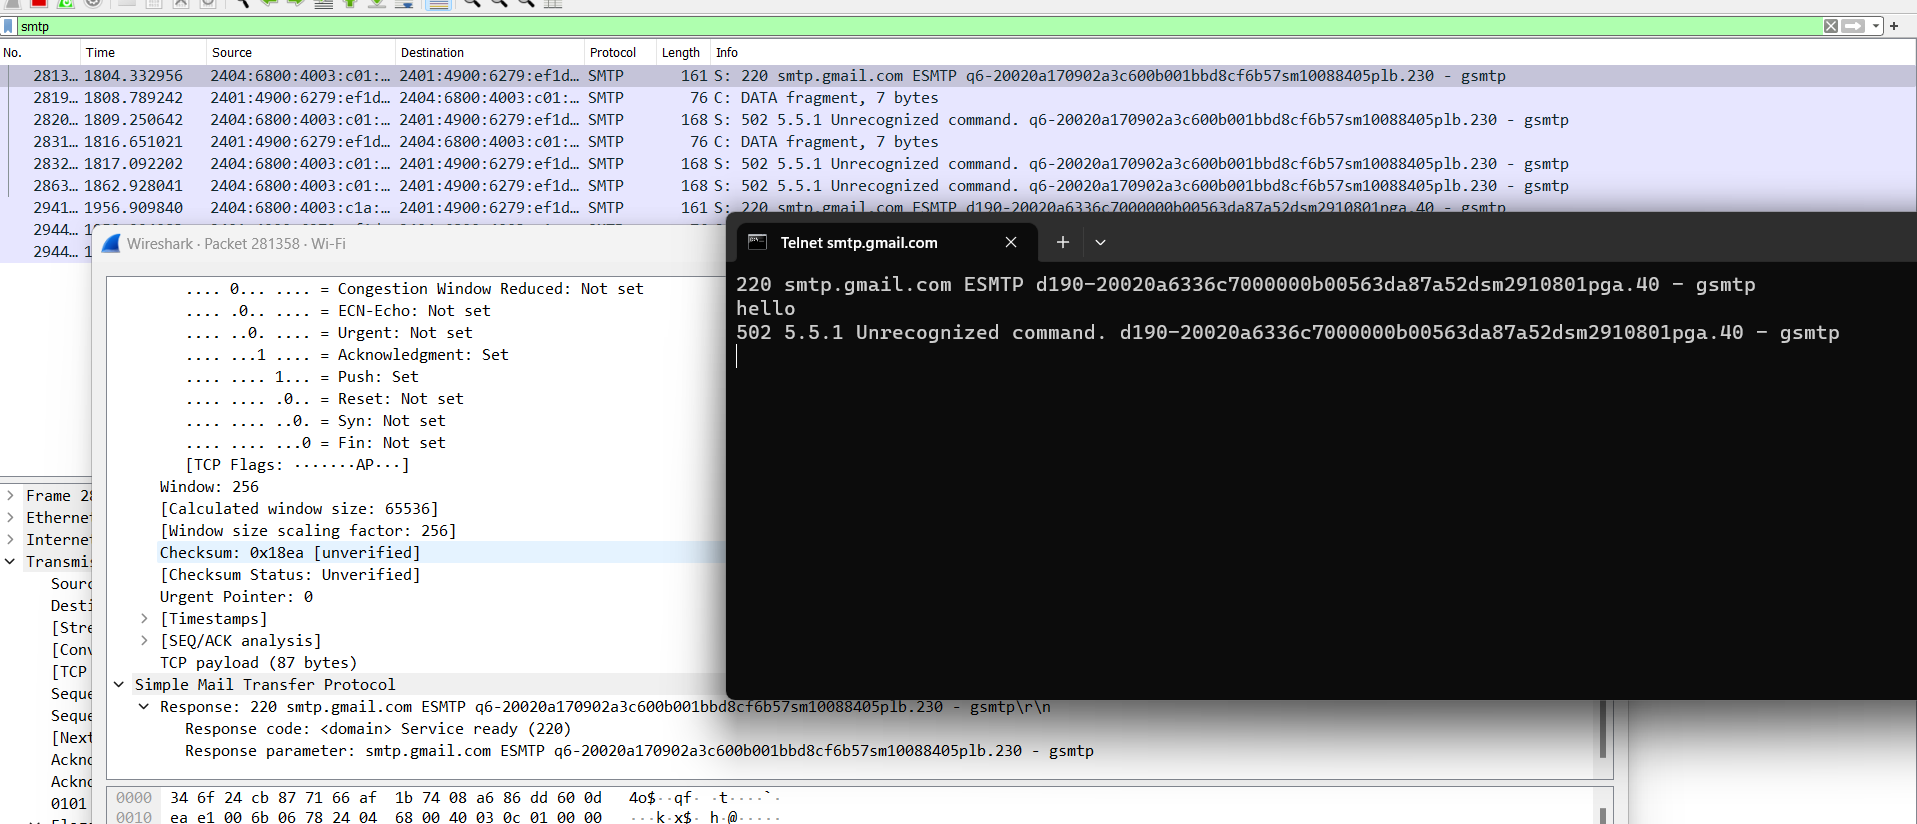 smtp
No. Time Source Destination Protocol Length Info
2813… 1804.332956 2404:6800:4003:c01:… 2401:4900:6279:ef1d… SMTP 161 S: 220 smtp.gmail.com ESMTP q6-20020a170902a3c600b001bbd8cf6b57sm10088405plb.230 - gsmtp
2819… 1808.789242 2401:4900:6279:ef1d… 2404:6800:4003:c01:… SMTP 76 C: DATA fragment, 7 bytes
2820… 1809.250642 2404:6800:4003:c01:… 2401:4900:6279:ef1d… SMTP 168 S: 502 5.5.1 Unrecognized command. q6-20020a170902a3c600b001bbd8cf6b57sm10088405plb.230 - gsmtp
2831… 1816.651021 2401:4900:6279:ef1d… 2404:6800:4003:c01:… SMTP 76 C: DATA fragment, 7 bytes
2832… 1817.092202 2404:6800:4003:c01:… 2401:4900:6279:ef1d… SMTP 168 S: 502 5.5.1 Unrecognized command. q6-20020a170902a3c600b001bbd8cf6b57sm10088405plb.230 - gsmtp
2863… 1862.928041 2404:6800:4003:c01:… 2401:4900:6279:ef1d… SMTP 168 S: 502 5.5.1 Unrecognized command. q6-20020a170902a3c600b001bbd8cf6b57sm10088405plb.230 - gsmtp
2941… 1956.909840 2404:6800:4003:c1a:… 2401:4900:6279:ef1d… SMTP 161 S: 220 smtp.gmail.com ESMTP d190-20020a6336c7000000b00563da87a52dsm2910801pga.40 - gsmtp
2944…
2944… 1
Wireshark · Packet 281358 · Wi-Fi
.... 0... .... = Congestion Window Reduced: Not set
.... .0.. .... = ECN-Echo: Not set
.... ..0. .... = Urgent: Not set
.... ...1 .... = Acknowledgment: Set
.... .... 1... = Push: Set
.... .... .0.. = Reset: Not set
.... .... ..0. = Syn: Not set
.... .... ...0 = Fin: Not set
[TCP Flags: ·······AP···]
Window: 256
[Calculated window size: 65536]
[Window size scaling factor: 256]
Checksum: 0x18ea [unverified]
[Checksum Status: Unverified]
Urgent Pointer: 0
[Timestamps]
[SEQ/ACK analysis]
TCP payload (87 bytes)
Simple Mail Transfer Protocol
Response: 220 smtp.gmail.com ESMTP q6-20020a170902a3c600b001bbd8cf6b57sm10088405plb.230 - gsmtp\r\n
Response code: <domain> Service ready (220)
Response parameter: smtp.gmail.com ESMTP q6-20020a170902a3c600b001bbd8cf6b57sm10088405plb.230 - gsmtp
0000 34 6f 24 cb 87 71 66 af 1b 74 08 a6 86 dd 60 0d 4o$··qf· ·t····`·
0010 ea e1 00 6b 06 78 24 04 68 00 40 03 0c 01 00 00 ···k·x$· h·@·····
Telnet smtp.gmail.com
220 smtp.gmail.com ESMTP d190-20020a6336c7000000b00563da87a52dsm2910801pga.40 - gsmtp
hello
502 5.5.1 Unrecognized command. d190-20020a6336c7000000b00563da87a52dsm2910801pga.40 - gsmtp
Frame 28
Ethernet
Interne
Transmis
Sourc
Desti
[Stre
[Conv
[TCP
Seque
Seque
[Next
Ackno
Ackno
0101